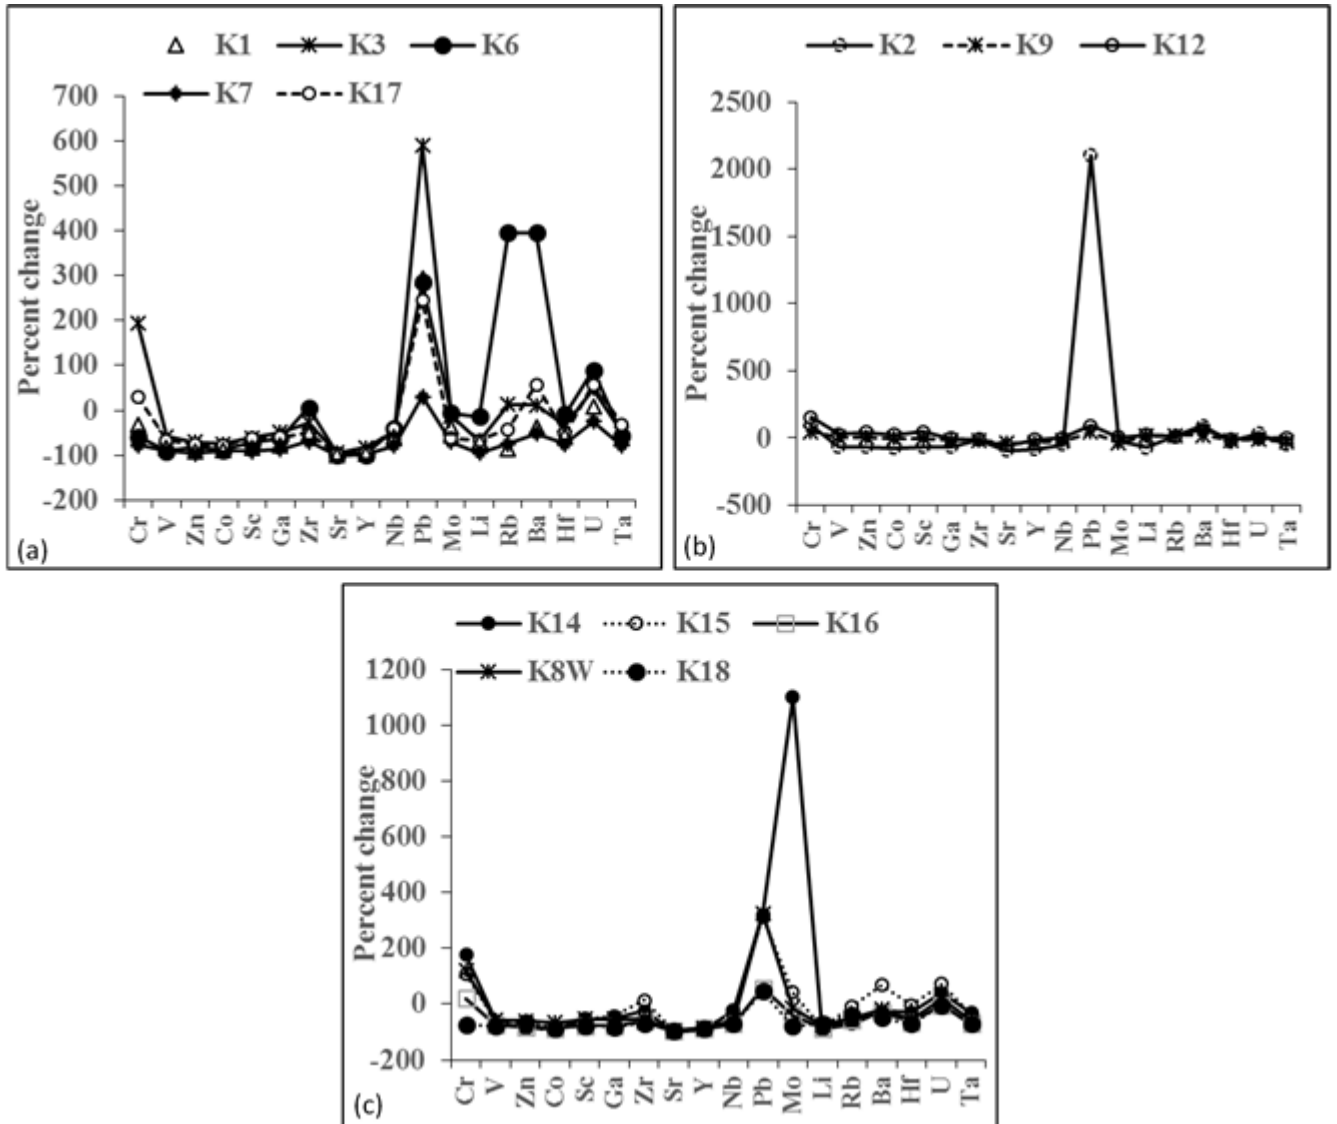 K1 K3 K6
K7 K17
700
600
500
400
300
200
100
0
-100
-200
Percent change
Cr V Zn Co Sc Ga Zr Sr Y Nb Pb Mo Li Rb Ba Hf U Ta
(a)
K2 K9 K12
2500
2000
1500
1000
500
0
-500
Percent change
Cr V Zn Co Sc Ga Zr Sr Y Nb Pb Mo Li Rb Ba Hf U Ta
(b)
K14 K15 K16
K8W K18
1200
1000
800
600
400
200
0
-200
Percent change
Cr V Zn Co Sc Ga Zr Sr Y Nb Pb Mo Li Rb Ba Hf U Ta
(c)